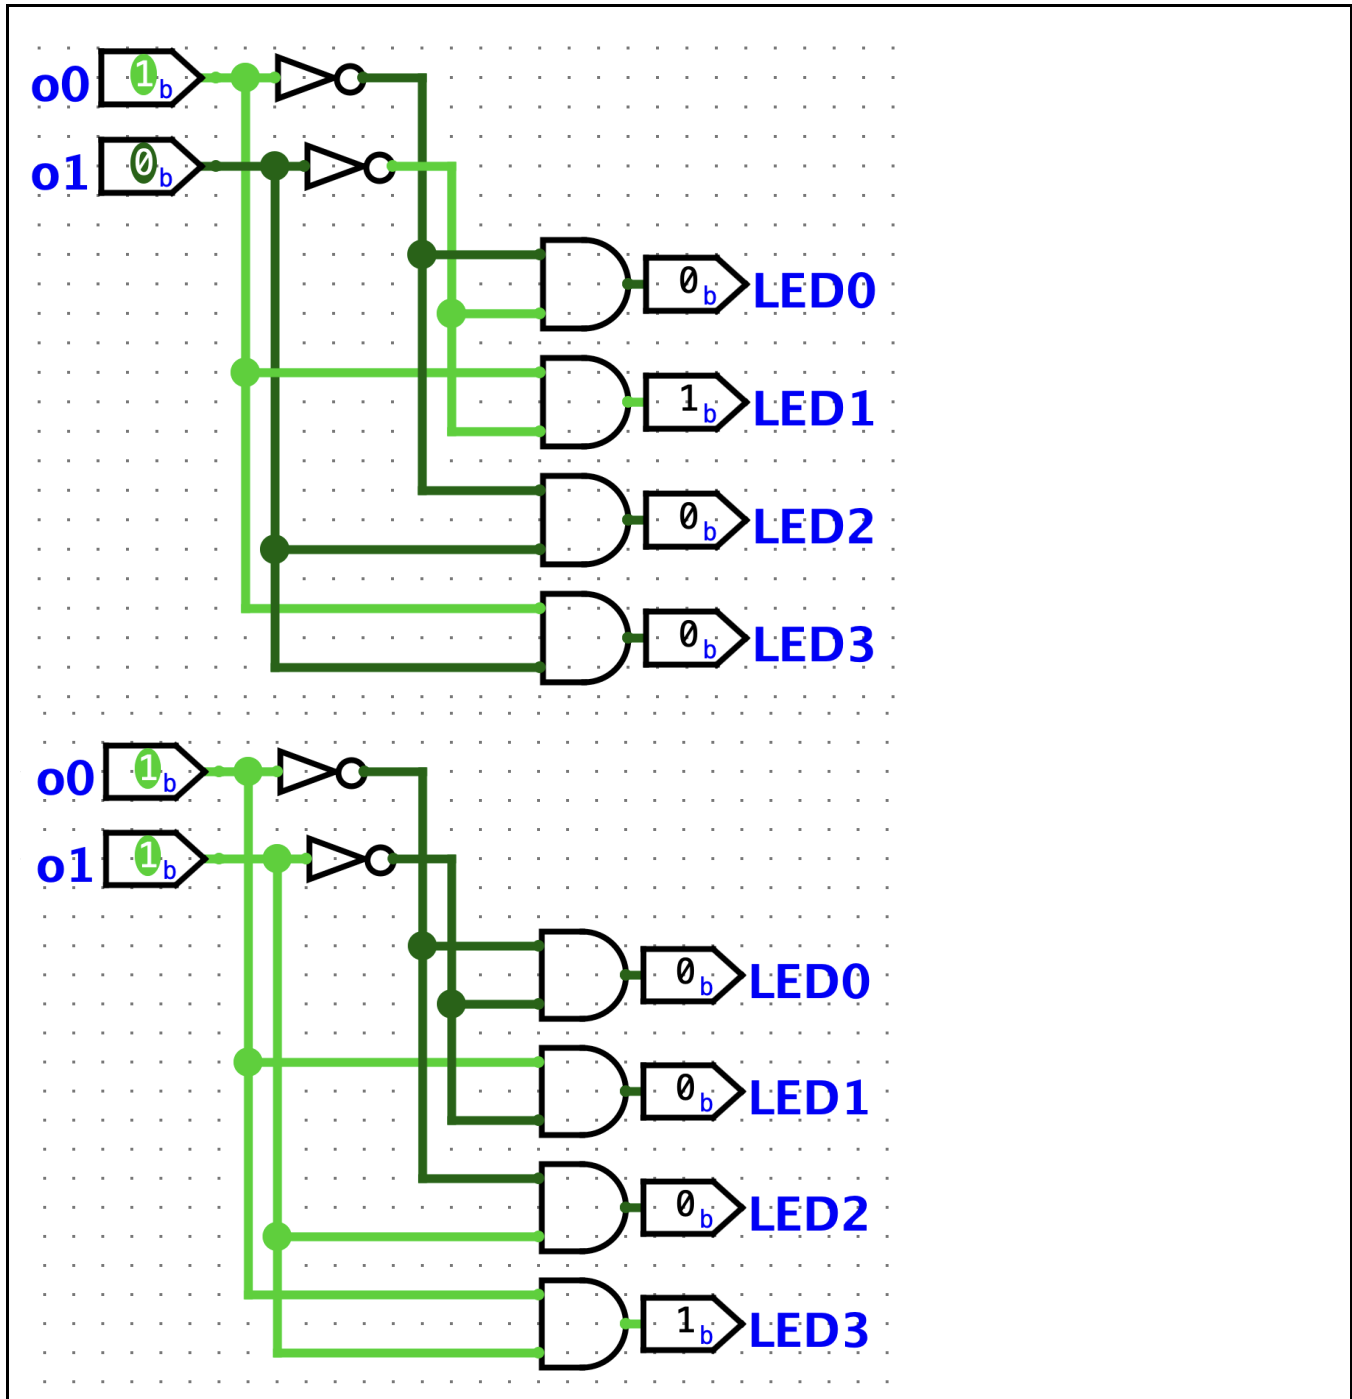 o0 1b
o1 0b
0b LED0
1b LED1
0b LED2
0b LED3
o0 1b
o1 1b
0b LED0
0b LED1
0b LED2
1b LED3